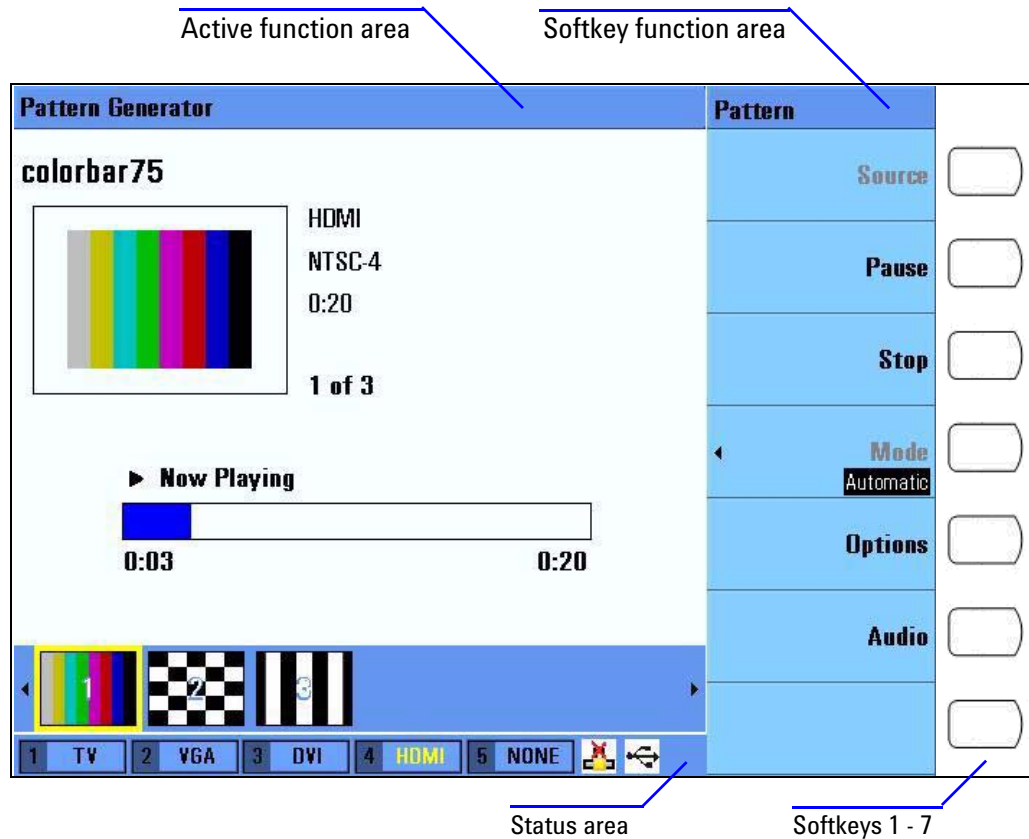 Active function area
Softkey function area
Pattern Generator
Pattern
colorbar75
HDMI
NTSC-4
0:20
1 of 3
Now Playing
0:03
0:20
Source
Pause
Stop
Mode
Automatic
Options
Audio
1
2
3
1 TV
2 VGA
3 DVI
4 HDMI
5 NONE
Status area
Softkeys 1 - 7